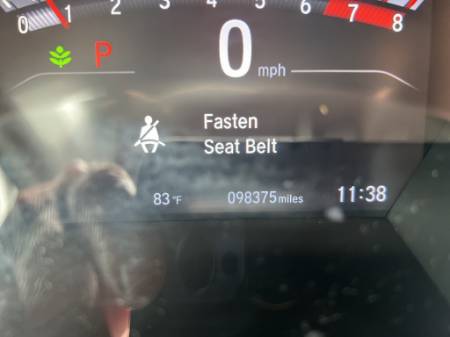 0 1 2 3 4 5 6 7 8
P
0 mph
Fasten
Seat Belt
83 °F 098375 miles 11:38